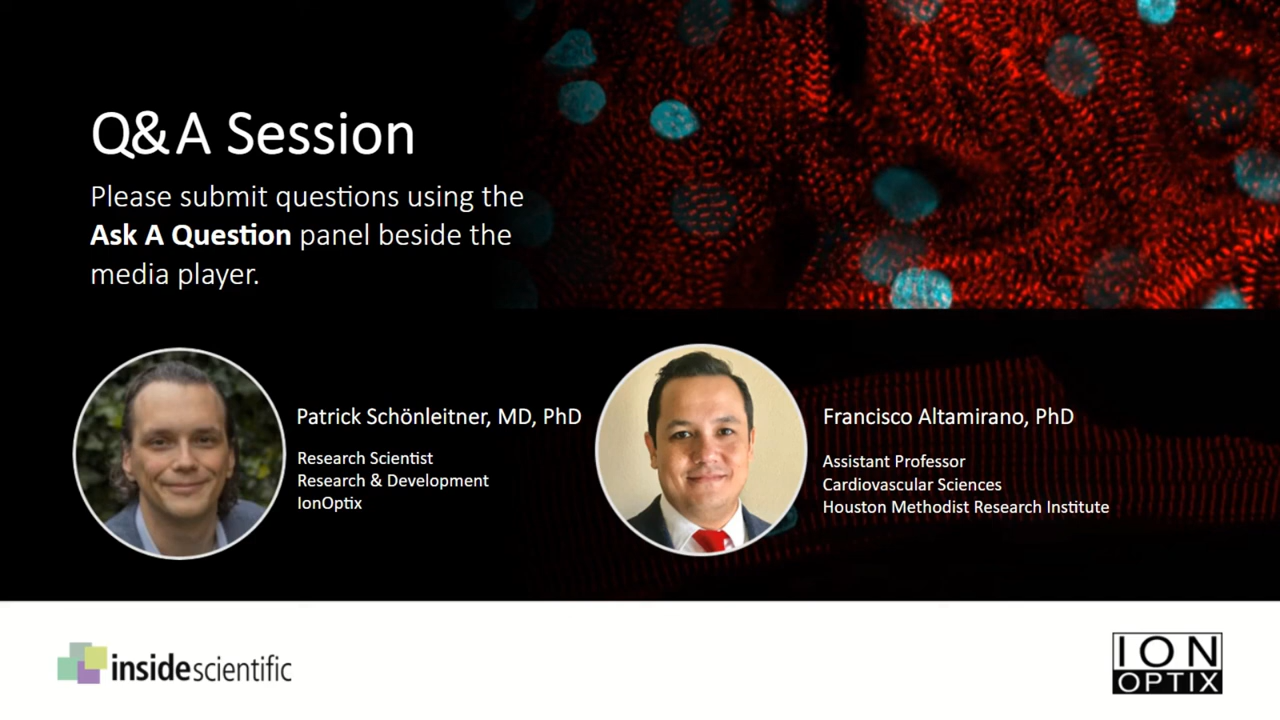 Q&A Session
Please submit questions using the
Ask A Question panel beside the
media player.
Patrick Schönleitner, MD, PhD
Research Scientist
Research & Development
IonOptix
Francisco Altamirano, PhD
Assistant Professor
Cardiovascular Sciences
Houston Methodist Research Institute
insidescientific
ION
OPTIX